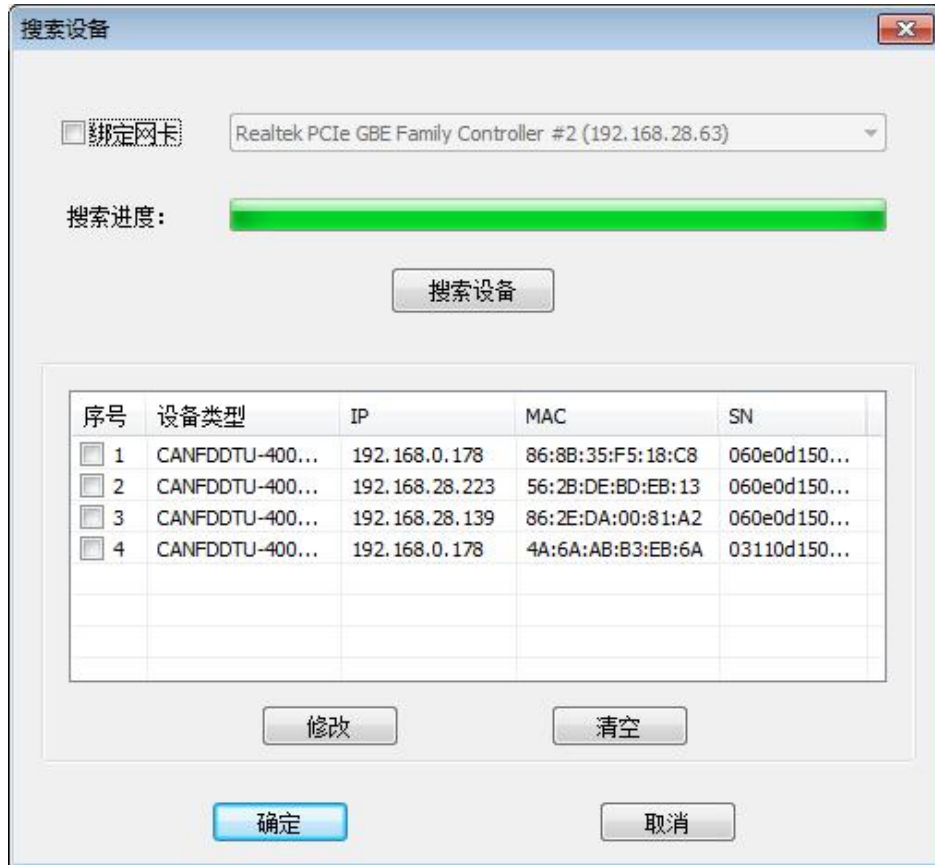 搜索设备
绑定网卡 Realtek PCIe GBE Family Controller #2 (192.168.28.63)
搜索进度:
搜索设备
序号 设备类型 IP MAC SN
1 CANFDDTU-400... 192.168.0.178 86:8B:35:F5:18:C8 060e0d150...
2 CANFDDTU-400... 192.168.28.223 56:2B:DE:BD:EB:13 060e0d150...
3 CANFDDTU-400... 192.168.28.139 86:2E:DA:00:81:A2 060e0d150...
4 CANFDDTU-400... 192.168.0.178 4A:6A:AB:B3:EB:6A 03110d150...
修改 清空
确定 取消